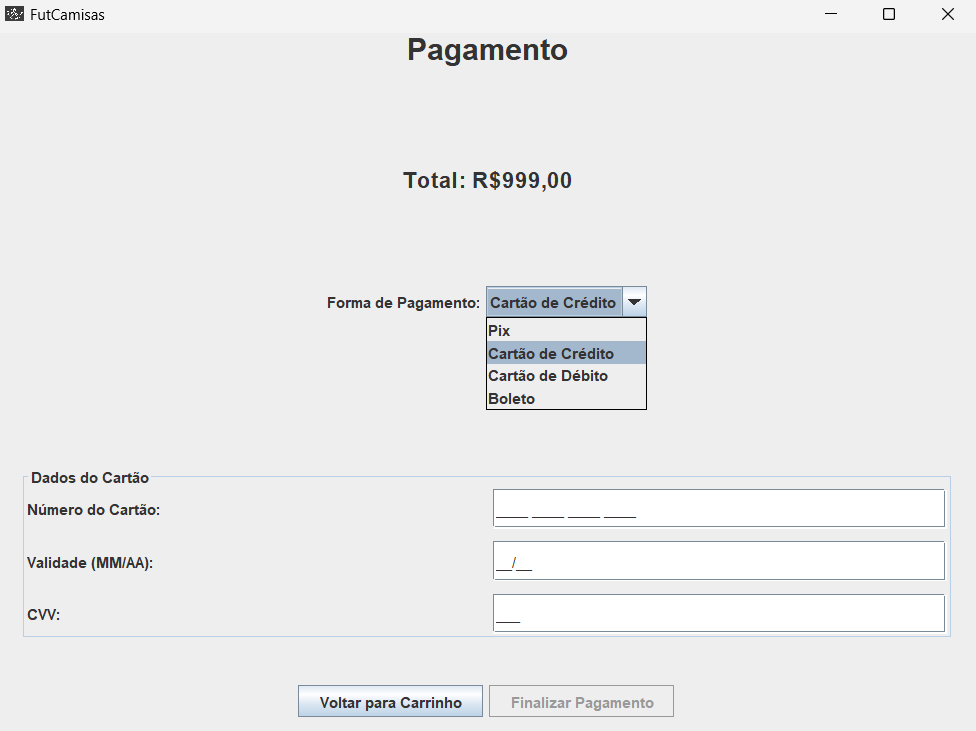 FutCamisas
Pagamento
Total: R$999,00
Forma de Pagamento: Cartão de Crédito
Pix
Cartão de Crédito
Cartão de Débito
Boleto
Dados do Cartão
Número do Cartão: ____ ____ ____ ____
Validade (MM/AA): __/__
CVV: ___
Voltar para Carrinho Finalizar Pagamento